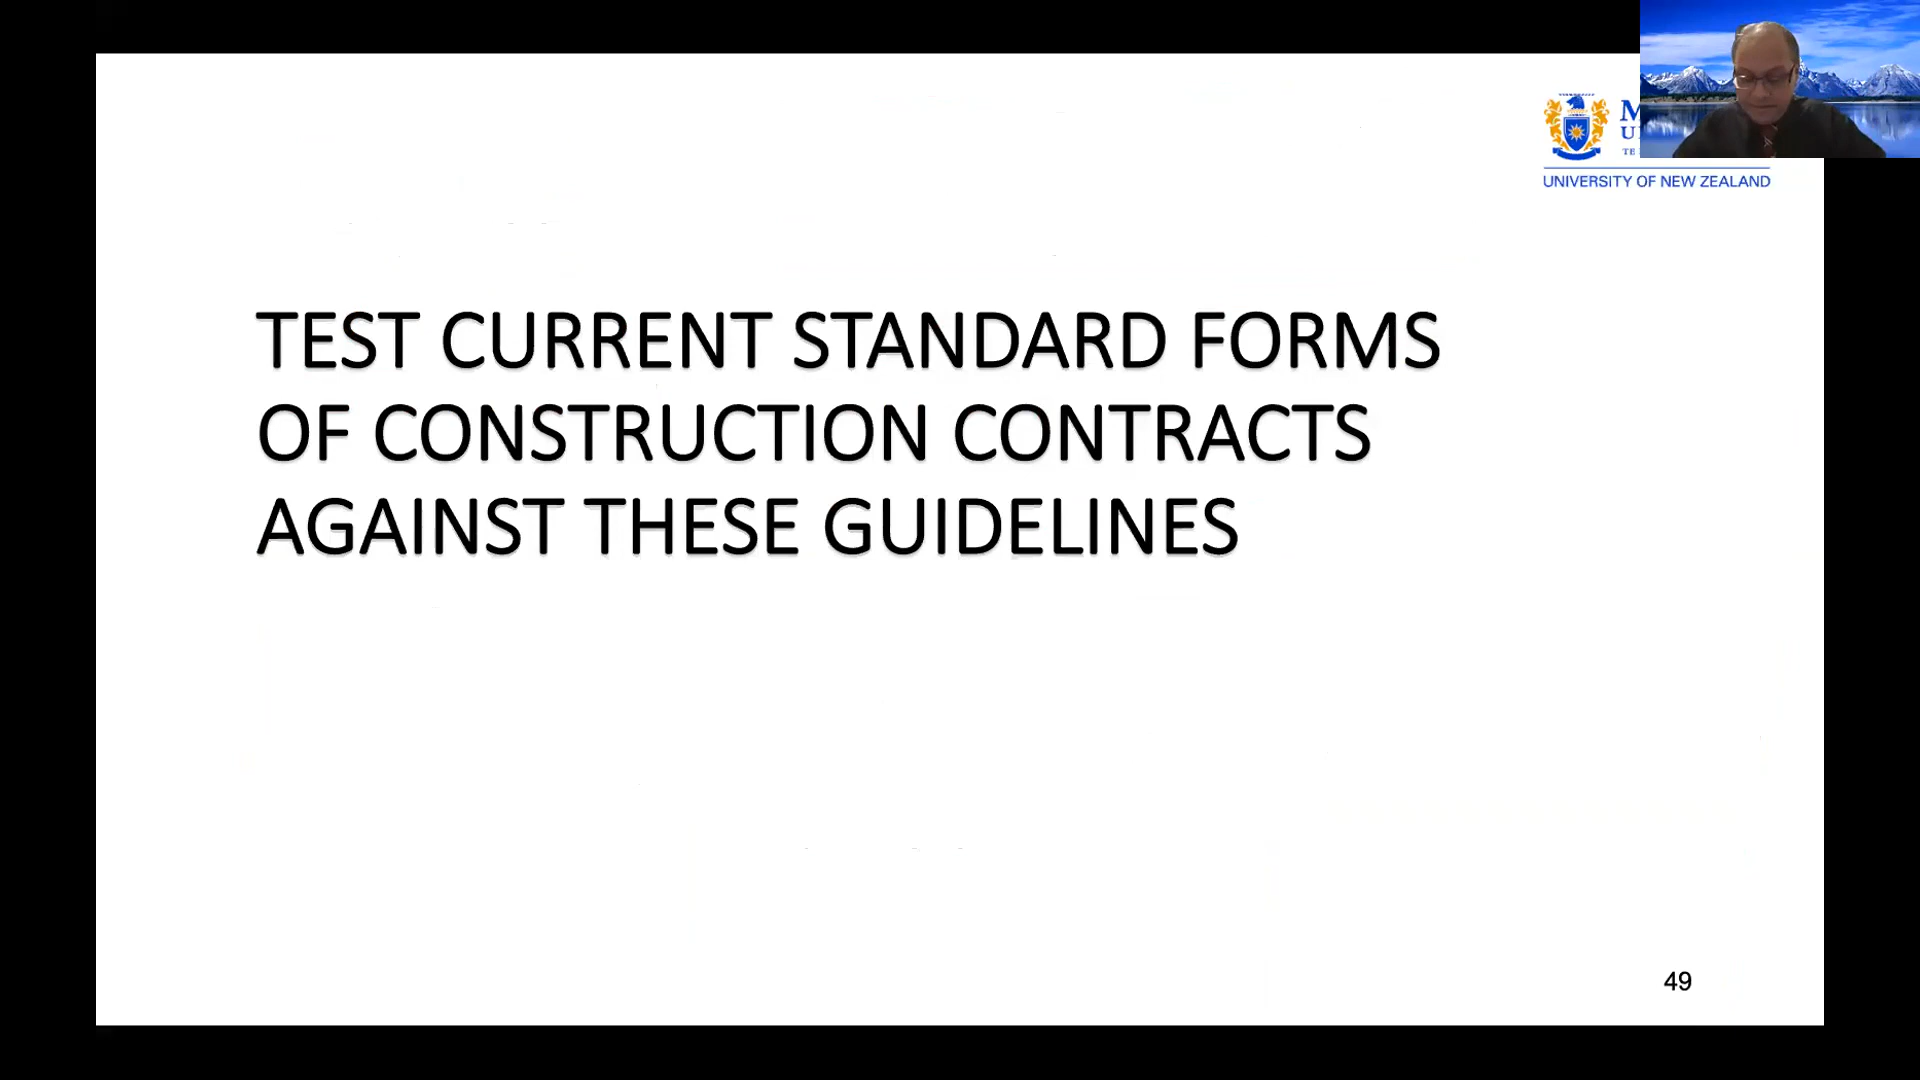 UNIVERSITY OF NEW ZEALAND
TEST CURRENT STANDARD FORMS
OF CONSTRUCTION CONTRACTS
AGAINST THESE GUIDELINES
49